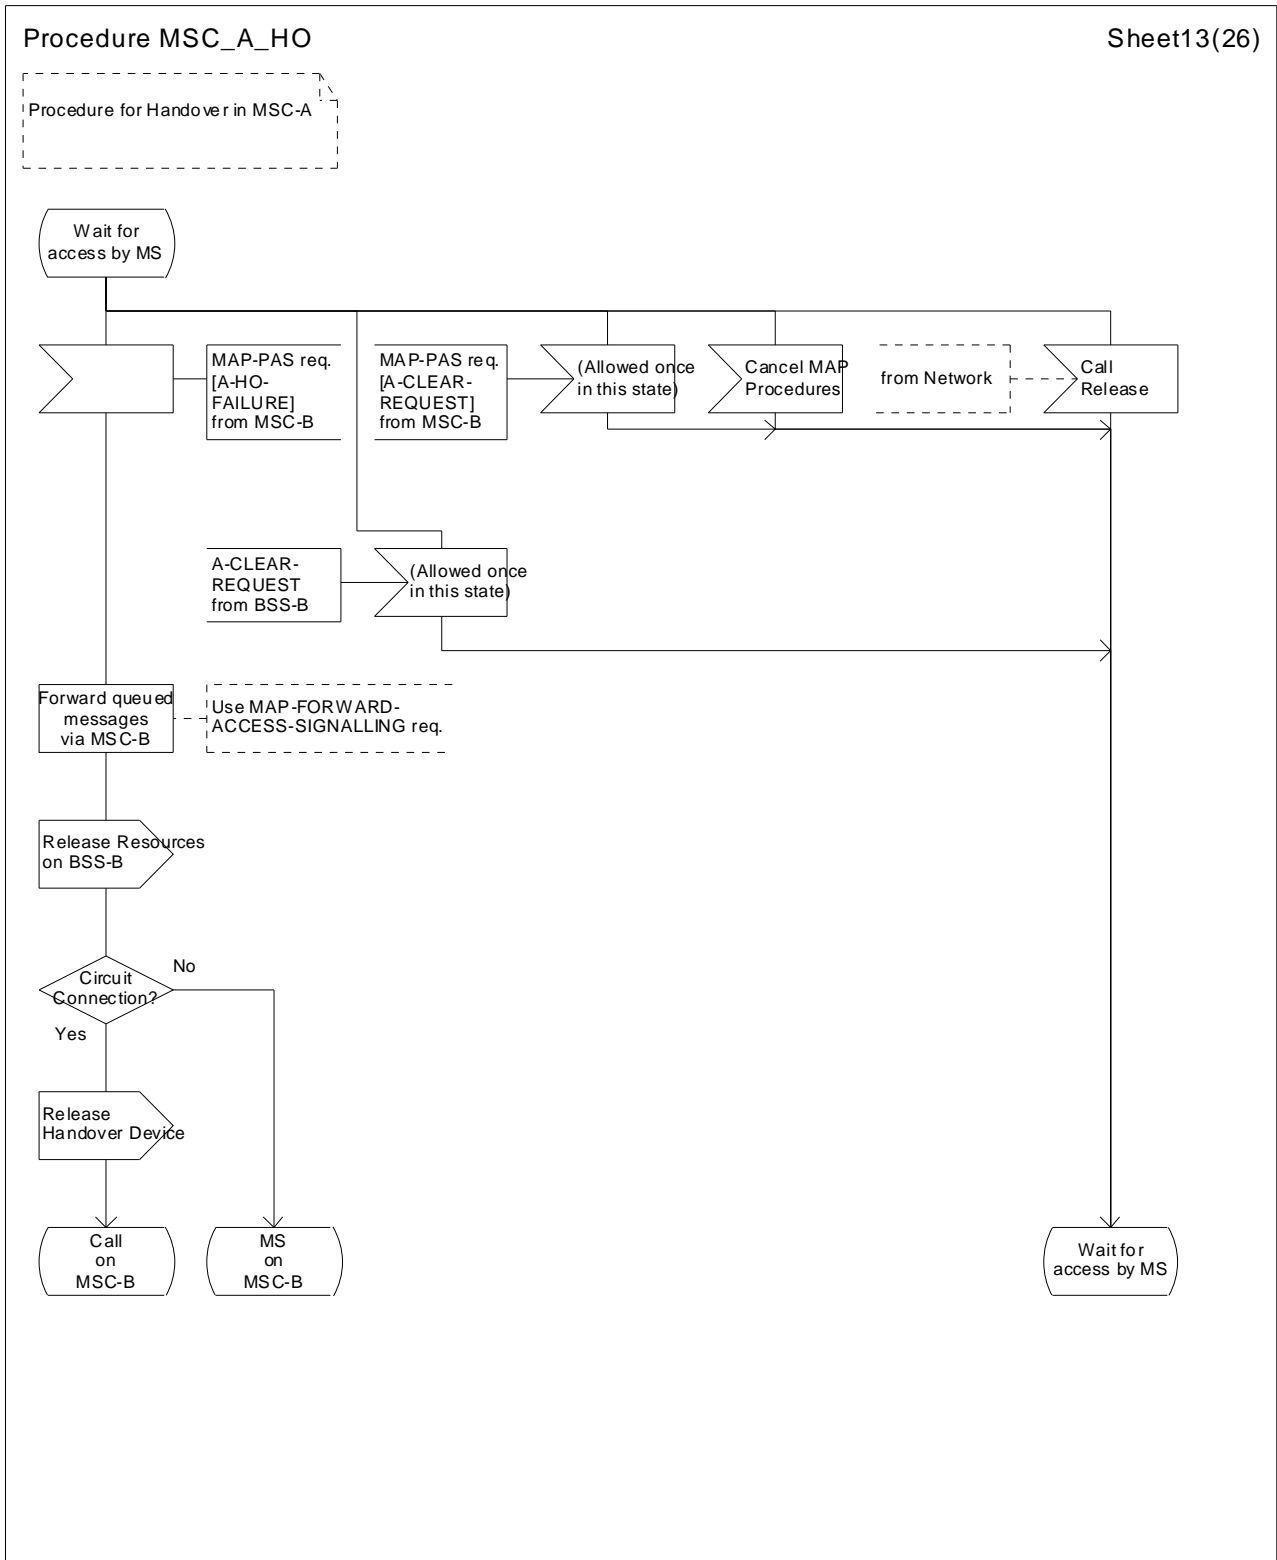 Procedure MSC_A_HO
Sheet13(26)
Procedure for Handover in MSC-A
Wait for
access by MS
MAP-PAS req.
[A-HO-
FAILURE]
from MSC-B
MAP-PAS req.
[A-CLEAR-
REQUEST]
from MSC-B
(Allowed once
in this state)
Cancel MAP
Procedures
from Network
Call
Release
A-CLEAR-
REQUEST
from BSS-B
(Allowed once
in this state)
Forward queued
messages
via MSC-B
Use MAP-FORWARD-
ACCESS-SIGNALLING req.
Release Resources
on BSS-B
Circuit
Connection?
No
Yes
Release
Handover Device
Call
on
MSC-B
MS
on
MSC-B
Wait for
access by MS